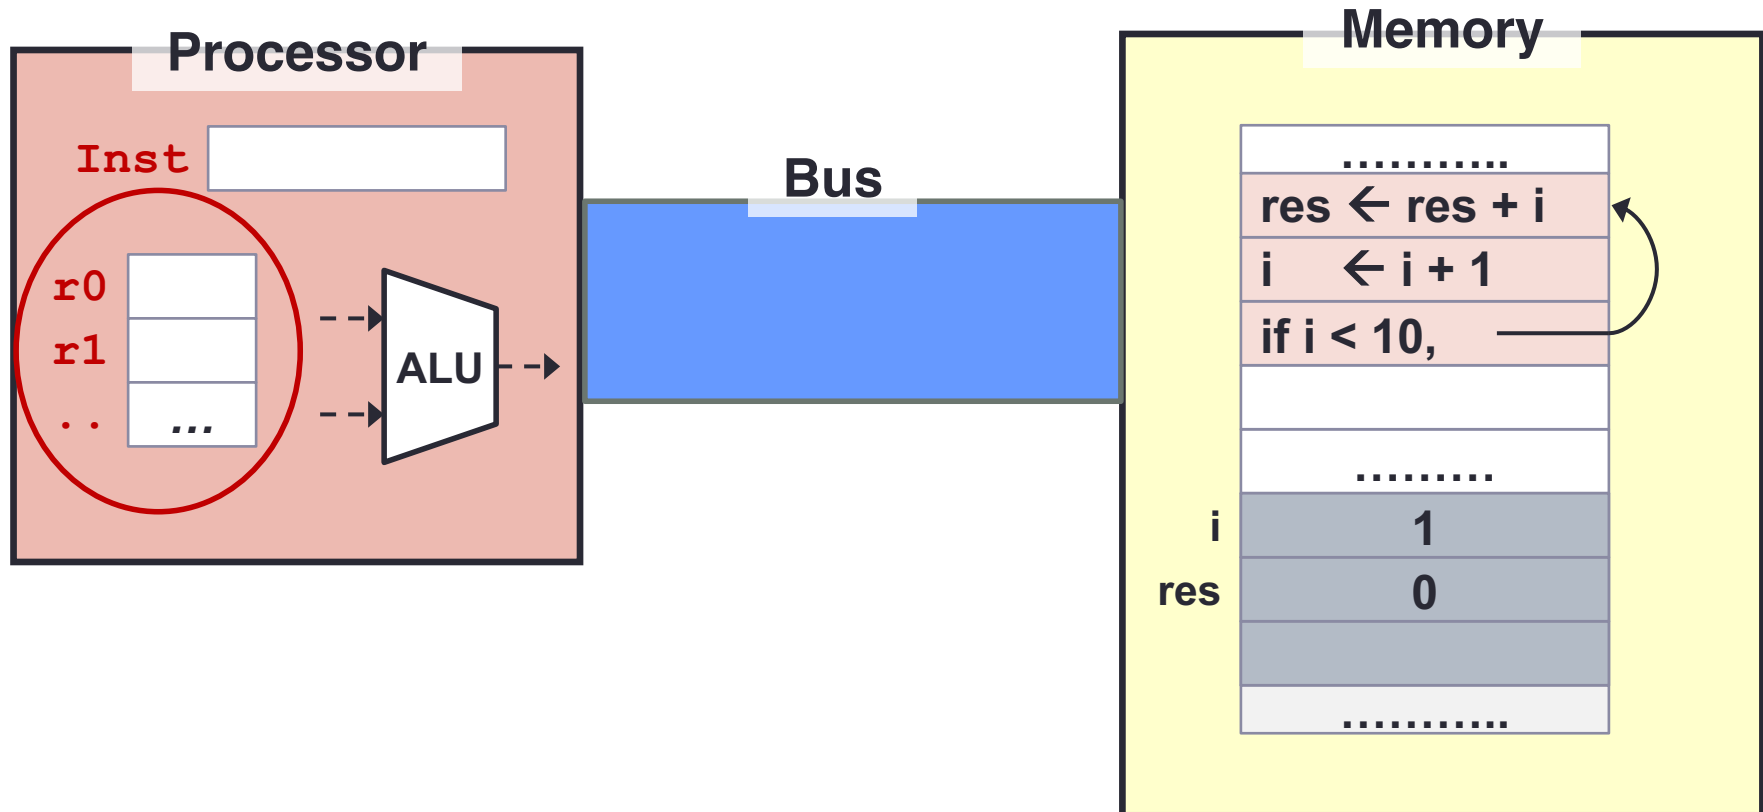 Processor
Inst
r0
r1
.. ...
ALU
Bus
Memory
...........
res ← res + i
i ← i + 1
if i < 10,
.........
i 1
res 0
...........